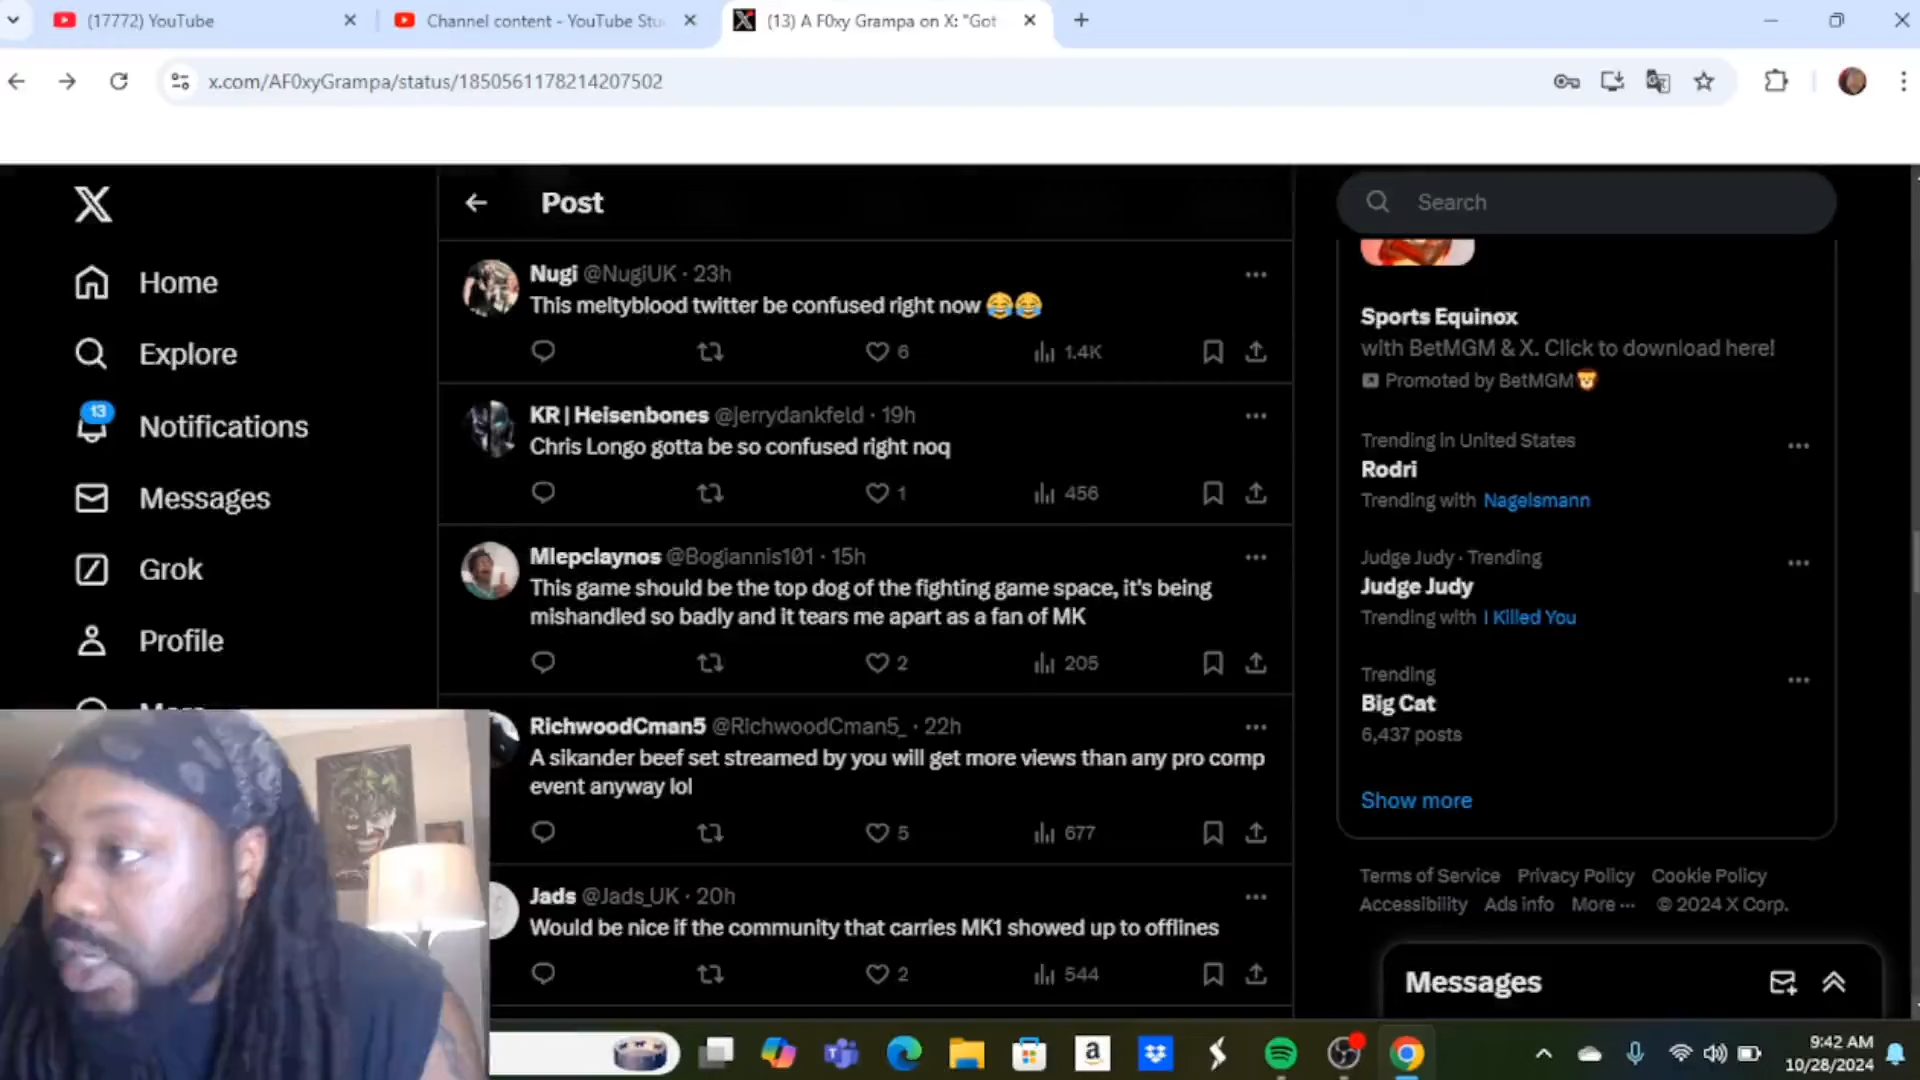 (17772) YouTube
Channel content - YouTube Stu
(13) A F0xy Grampa on X: "Got
x.com/AF0xyGrampa/status/1850561178214207502
Home
Explore
13
Notifications
Messages
Grok
Profile
Post
Nugi @NugiUK · 23h
This meltyblood twitter be confused right now 😂😂
6
1.4K
KR | Heisenbones @jerrydankfeld · 19h
Chris Longo gotta be so confused right noq
1
456
Mlepclaynos @Bogiannis101 · 15h
This game should be the top dog of the fighting game space, it's being
mishandled so badly and it tears me apart as a fan of MK
2
205
RichwoodCman5 @RichwoodCman5_ · 22h
A sikander beef set streamed by you will get more views than any pro comp
event anyway lol
5
677
Jads @Jads_UK · 20h
Would be nice if the community that carries MK1 showed up to offlines
2
544
Search
Sports Equinox
with BetMGM & X. Click to download here!
Promoted by BetMGM🦁
Trending in United States
Rodri
Trending with Nagelsmann
Judge Judy · Trending
Judge Judy
Trending with I Killed You
Trending
Big Cat
6,437 posts
Show more
Terms of Service Privacy Policy Cookie Policy
Accessibility Ads info More ··· © 2024 X Corp.
Messages
9:42 AM
10/28/2024